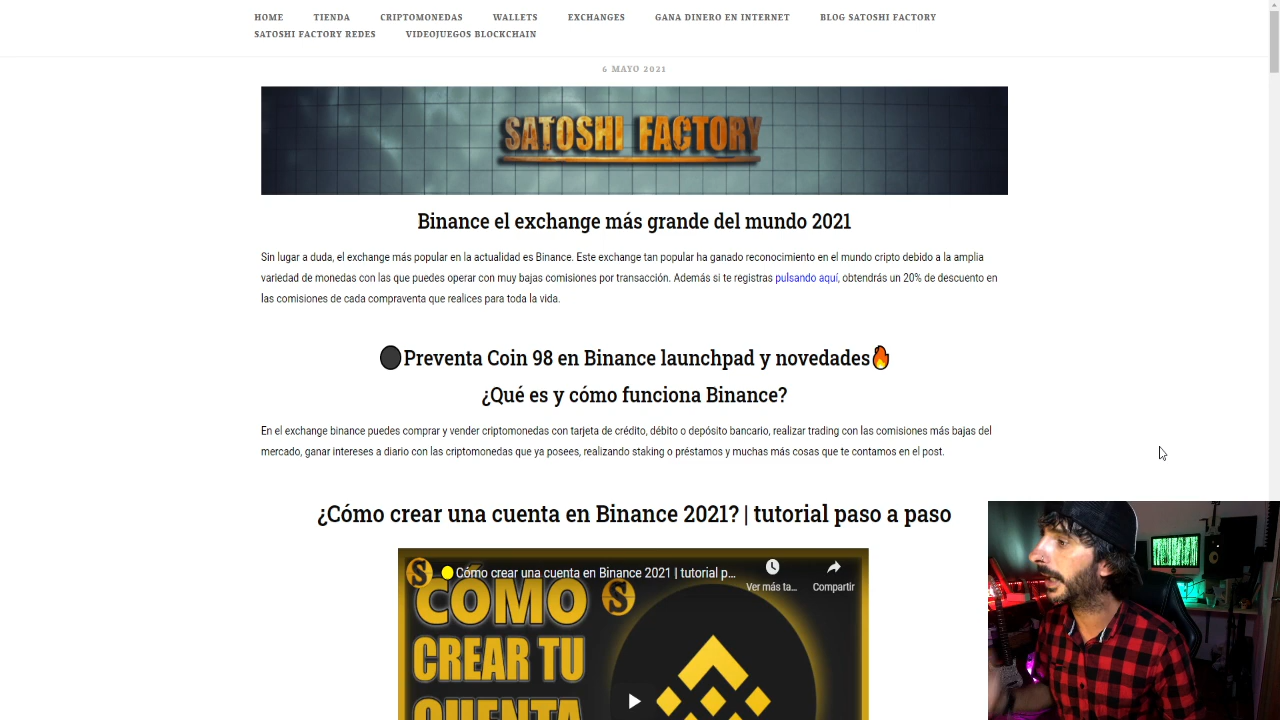 HOME TIENDA CRIPTOMONEDAS WALLETS EXCHANGES GANA DINERO EN INTERNET BLOG SATOSHI FACTORY
SATOSHI FACTORY REDES VIDEOJUEGOS BLOCKCHAIN
6 MAYO 2021
SATOSHI FACTORY
Binance el exchange más grande del mundo 2021
Sin lugar a duda, el exchange más popular en la actualidad es Binance. Este exchange tan popular ha ganado reconocimiento en el mundo cripto debido a la amplia
variedad de monedas con las que puedes operar con muy bajas comisiones por transacción. Además si te registras pulsando aquí, obtendrás un 20% de descuento en
las comisiones de cada compraventa que realices para toda la vida.
Preventa Coin 98 en Binance launchpad y novedades
¿Qué es y cómo funciona Binance?
En el exchange binance puedes comprar y vender criptomonedas con tarjeta de crédito, débito o depósito bancario, realizar trading con las comisiones más bajas del
mercado, ganar intereses a diario con las criptomonedas que ya posees, realizando staking o préstamos y muchas más cosas que te contamos en el post.
¿Cómo crear una cuenta en Binance 2021? | tutorial paso a paso
Cómo crear una cuenta en Binance 2021 | tutorial p...
Ver más ta... Compartir
CÓMO
CREAR TU
CUENTA